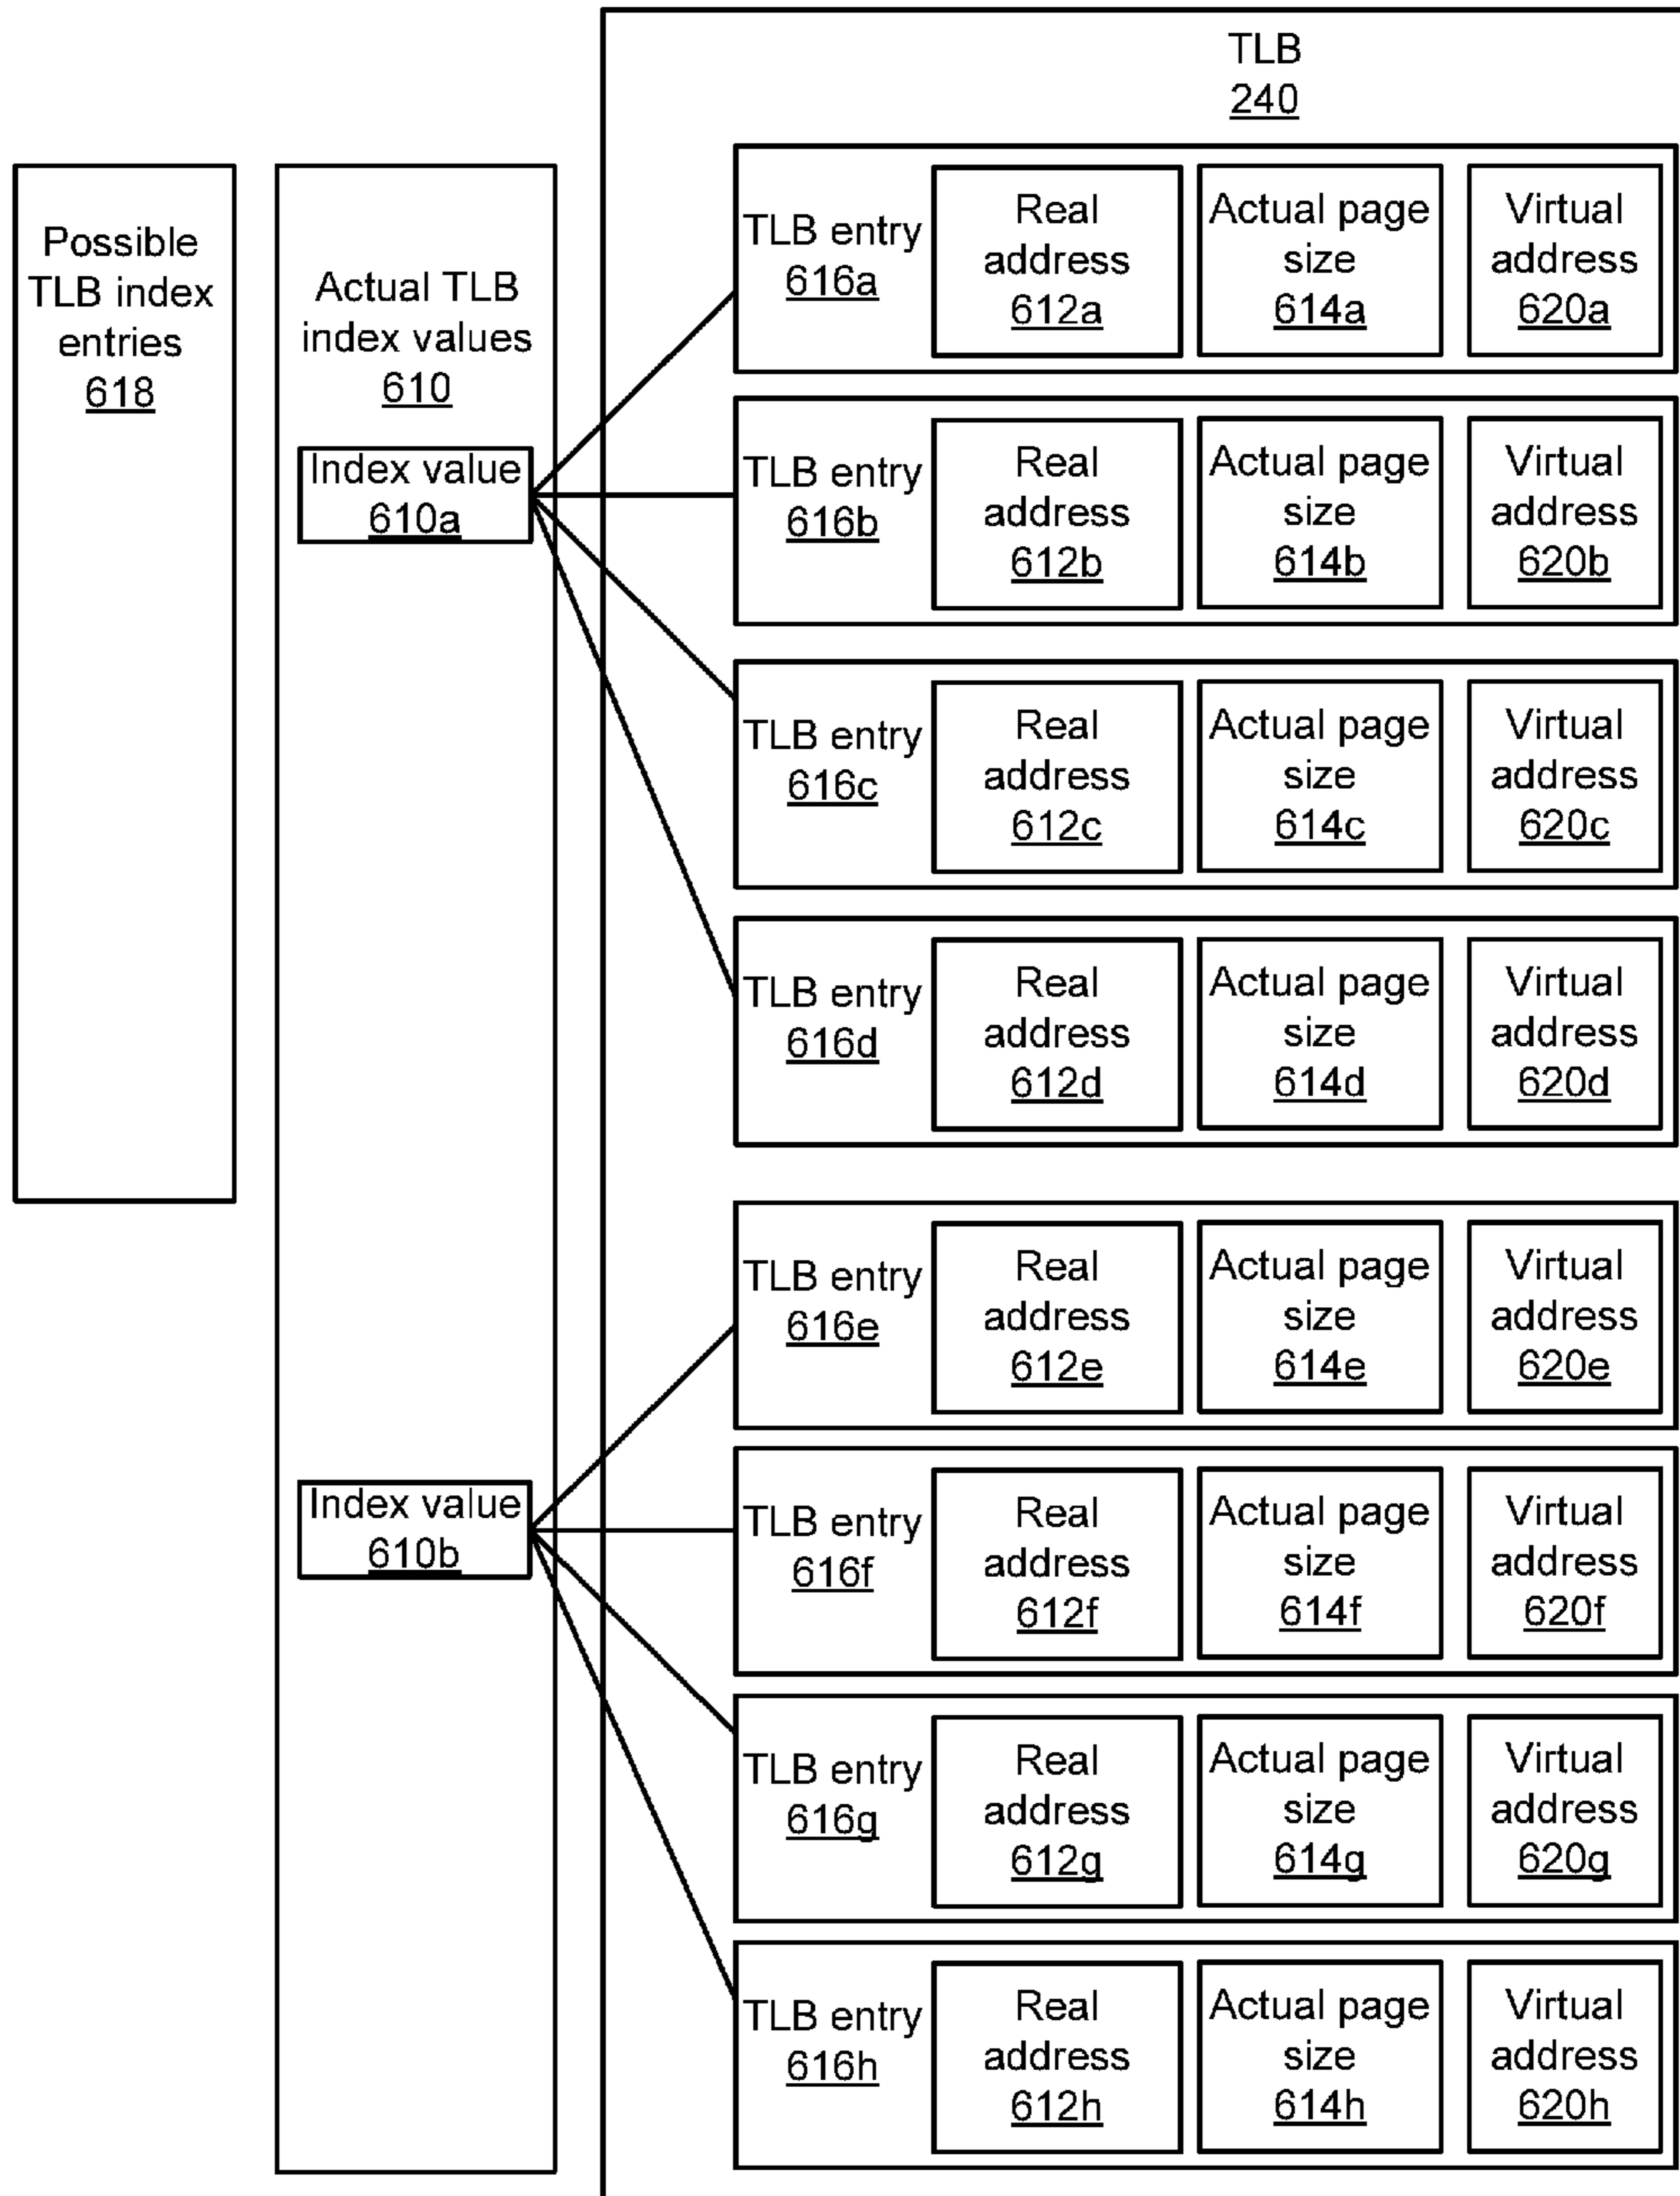 TLB
240
Possible
TLB index
entries
618
Actual TLB
index values
610
Index value
610a
TLB entry
616a
Real
address
612a
Actual page
size
614a
Virtual
address
620a
TLB entry
616b
Real
address
612b
Actual page
size
614b
Virtual
address
620b
TLB entry
616c
Real
address
612c
Actual page
size
614c
Virtual
address
620c
TLB entry
616d
Real
address
612d
Actual page
size
614d
Virtual
address
620d
Index value
610b
TLB entry
616e
Real
address
612e
Actual page
size
614e
Virtual
address
620e
TLB entry
616f
Real
address
612f
Actual page
size
614f
Virtual
address
620f
TLB entry
616g
Real
address
612g
Actual page
size
614g
Virtual
address
620g
TLB entry
616h
Real
address
612h
Actual page
size
614h
Virtual
address
620h